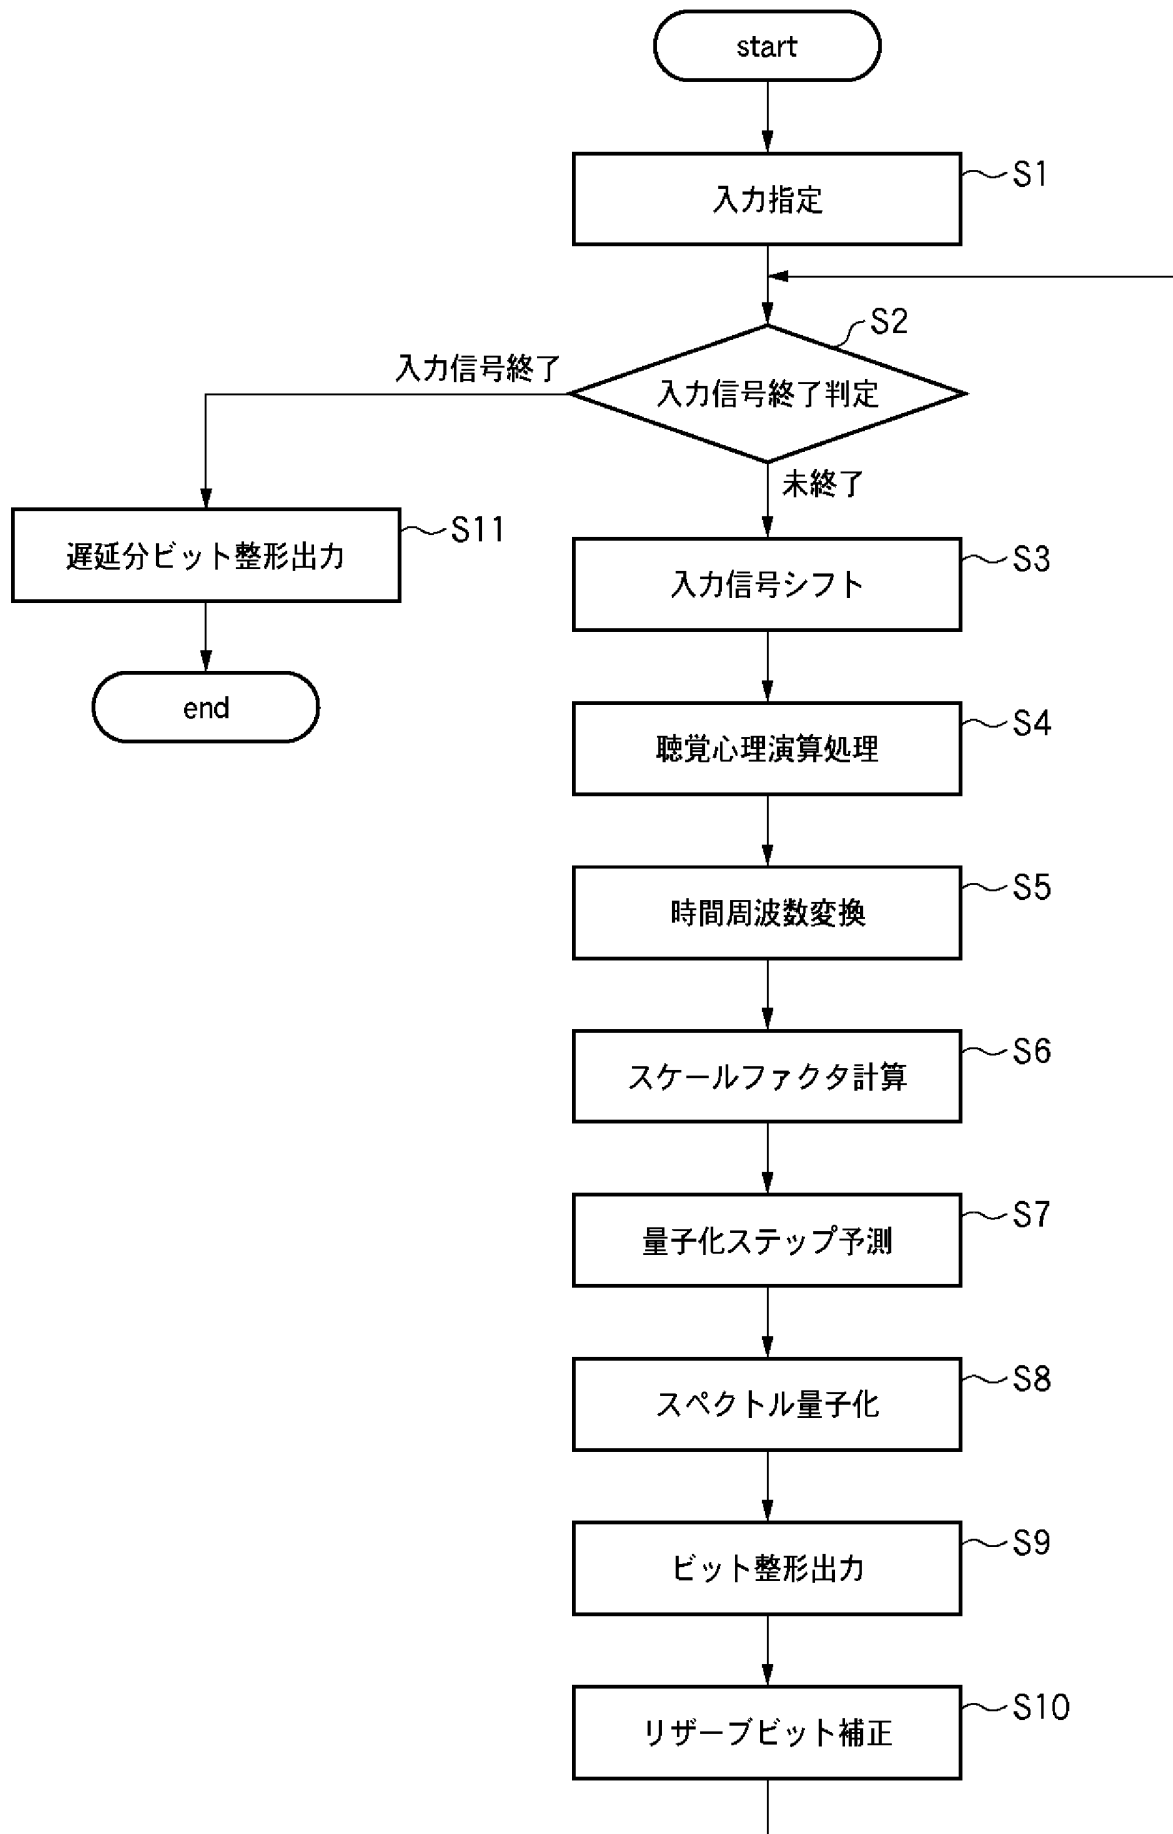 start
入力指定
S1
S2
入力信号終了
入力信号終了判定
未終了
遅延分ビット整形出力
S11
end
入力信号シフト
S3
聴覚心理演算処理
S4
時間周波数変換
S5
スケールファクタ計算
S6
量子化ステップ予測
S7
スペクトル量子化
S8
ビット整形出力
S9
リザーブビット補正
S10